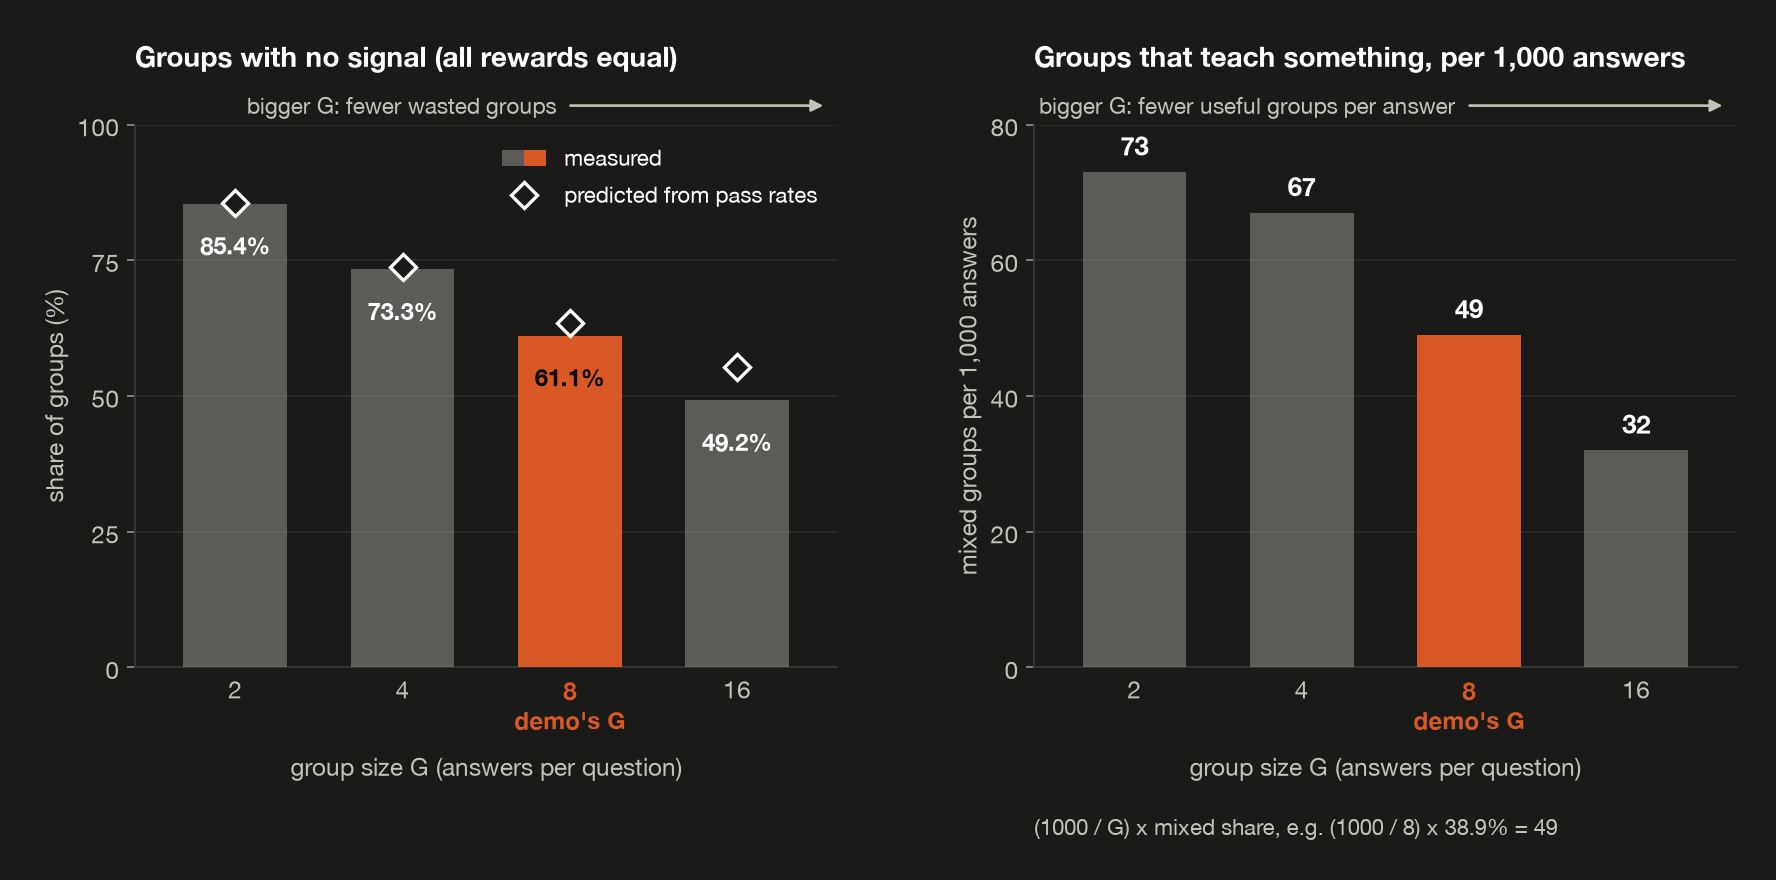 Groups with no signal (all rewards equal)
bigger G: fewer wasted groups
measured
predicted from pass rates
100
75
50
25
0
share of groups (%)
85.4%
73.3%
61.1%
49.2%
2
4
8
16
demo's G
group size G (answers per question)
Groups that teach something, per 1,000 answers
bigger G: fewer useful groups per answer
80
60
40
20
0
mixed groups per 1,000 answers
73
67
49
32
2
4
8
16
demo's G
group size G (answers per question)
(1000 / G) x mixed share, e.g. (1000 / 8) x 38.9% = 49